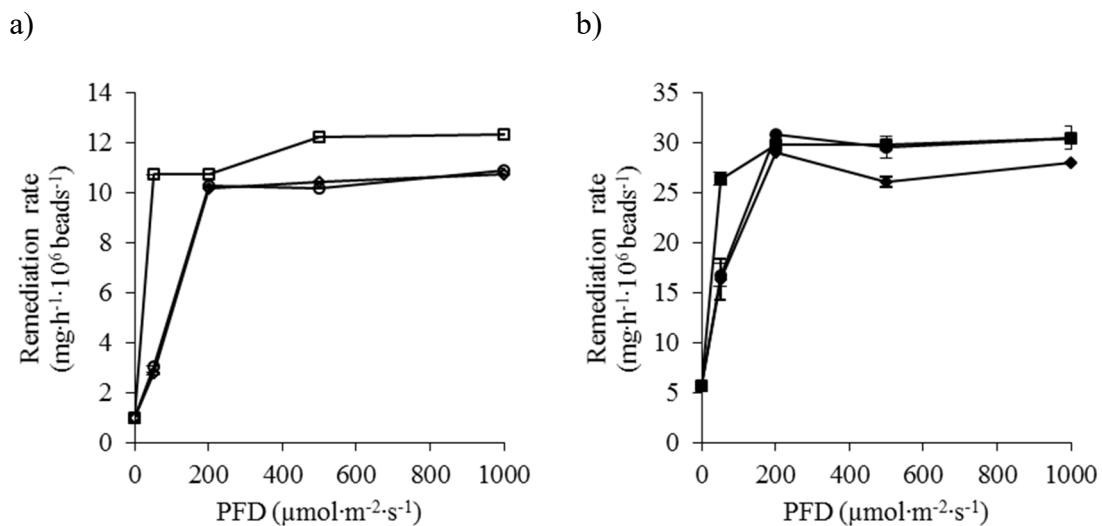 a)
Remediation rate
(mg·h⁻¹·10⁶ beads⁻¹)
14
12
10
8
6
4
2
0
0 200 400 600 800 1000
PFD (µmol·m⁻²·s⁻¹)
b)
Remediation rate
(mg·h⁻¹·10⁶ beads⁻¹)
35
30
25
20
15
10
5
0
0 200 400 600 800 1000
PFD (µmol·m⁻²·s⁻¹)